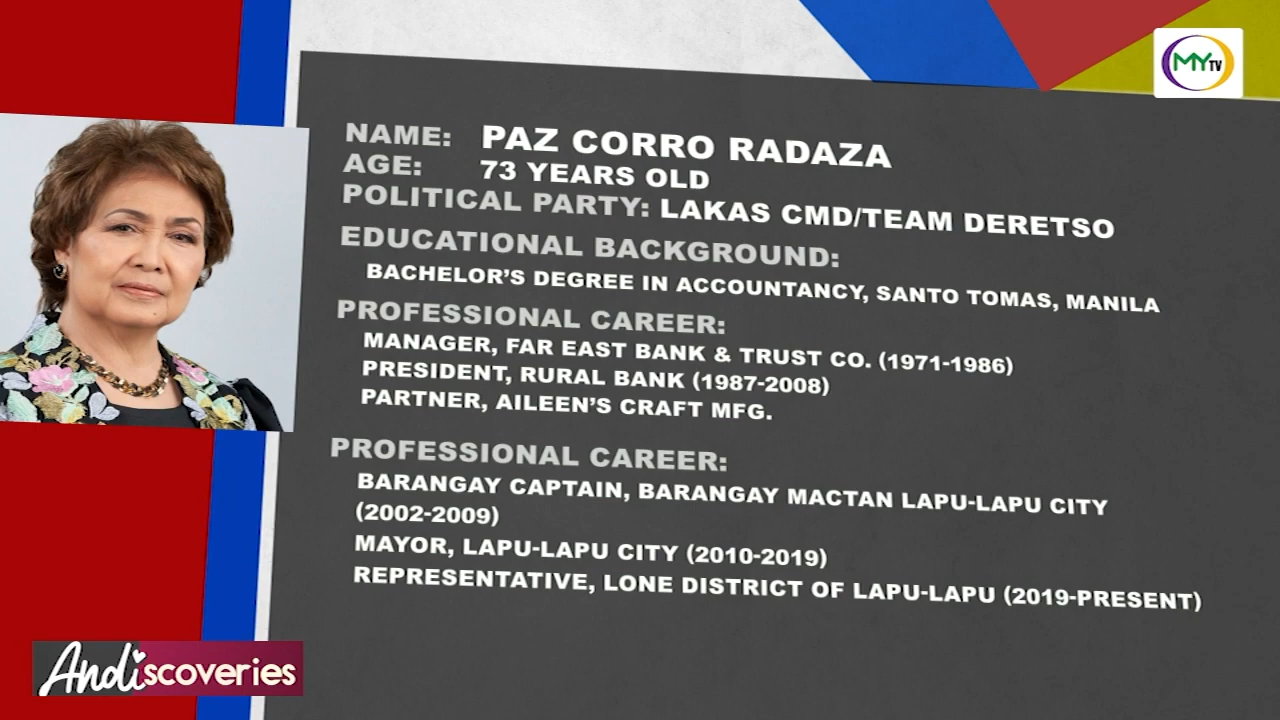 MYTV
NAME: PAZ CORRO RADAZA
AGE: 73 YEARS OLD
POLITICAL PARTY: LAKAS CMD/TEAM DERETSO
EDUCATIONAL BACKGROUND:
BACHELOR'S DEGREE IN ACCOUNTANCY, SANTO TOMAS, MANILA
PROFESSIONAL CAREER:
MANAGER, FAR EAST BANK & TRUST CO. (1971-1986)
PRESIDENT, RURAL BANK (1987-2008)
PARTNER, AILEEN'S CRAFT MFG.
PROFESSIONAL CAREER:
BARANGAY CAPTAIN, BARANGAY MACTAN LAPU-LAPU CITY
(2002-2009)
MAYOR, LAPU-LAPU CITY (2010-2019)
REPRESENTATIVE, LONE DISTRICT OF LAPU-LAPU (2019-PRESENT)
Andiscoveries